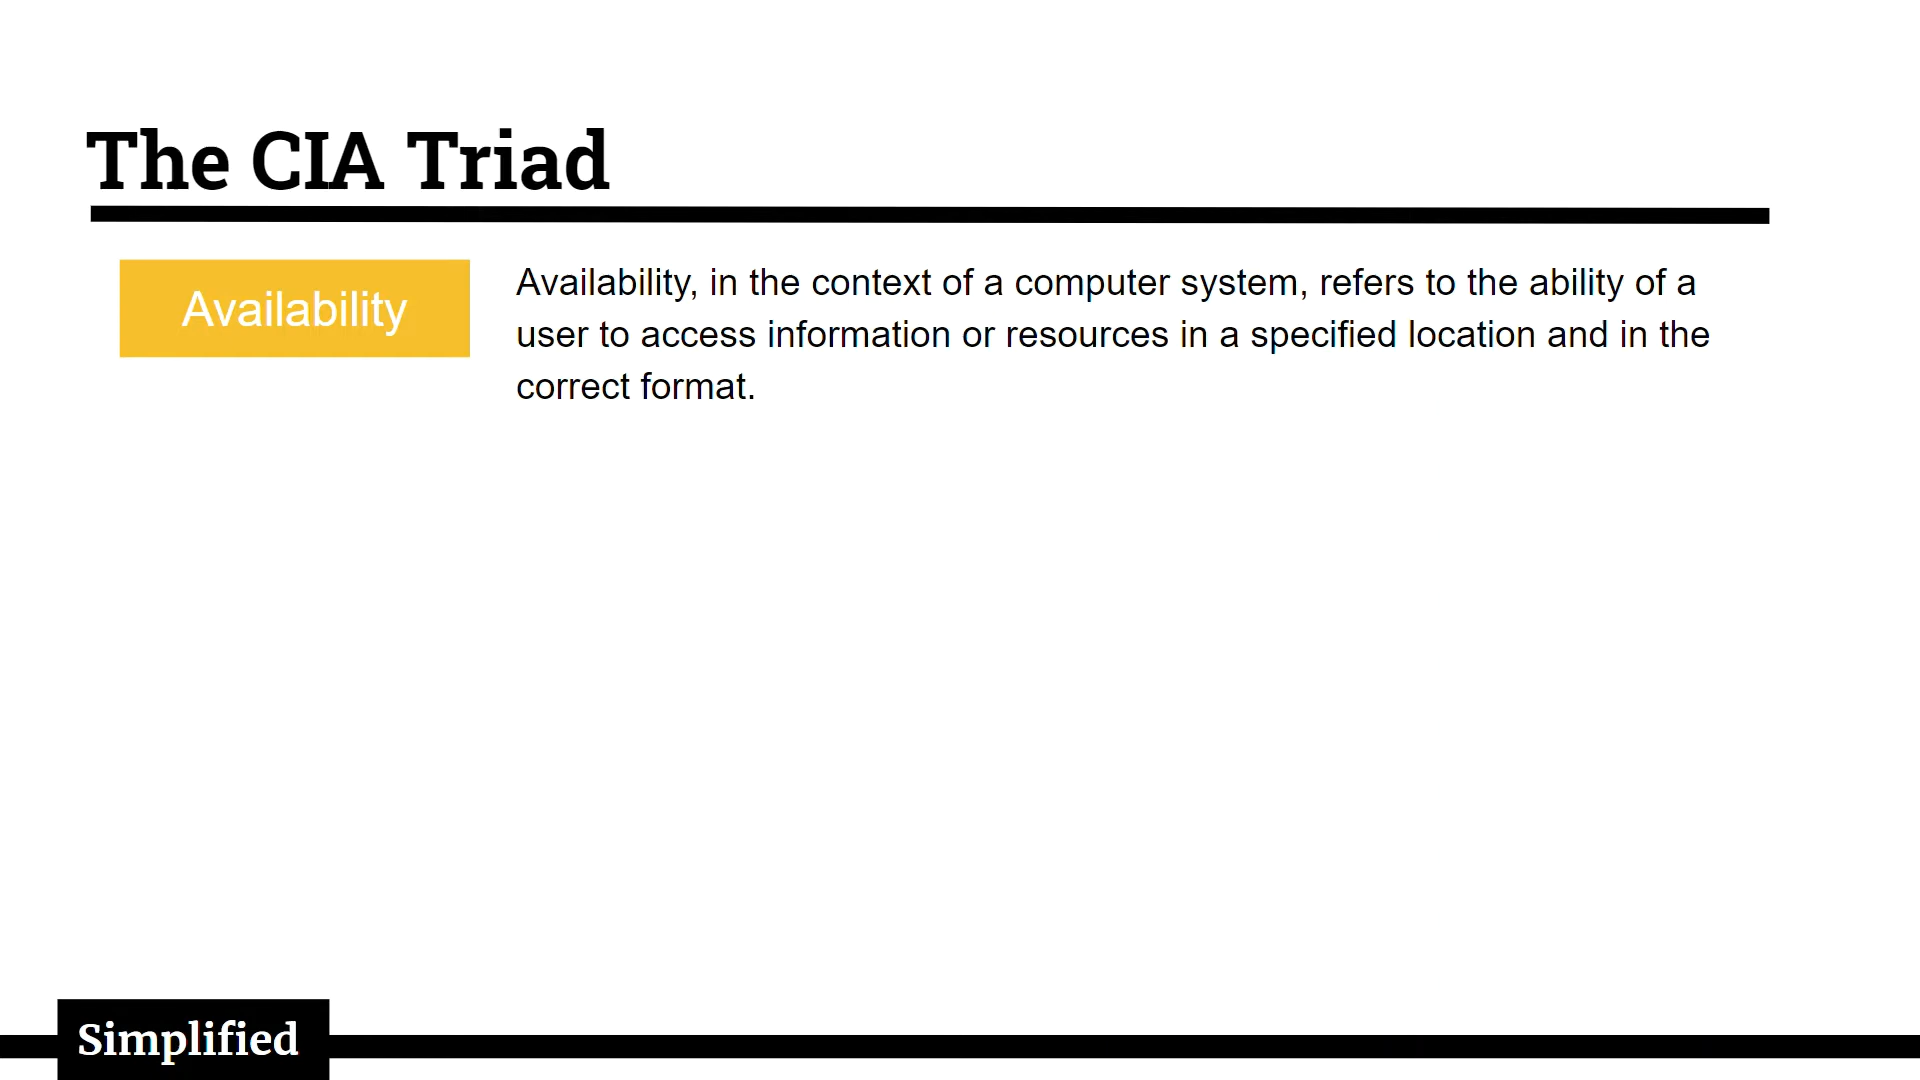 The CIA Triad
Availability
Availability, in the context of a computer system, refers to the ability of a
user to access information or resources in a specified location and in the
correct format.
Simplified